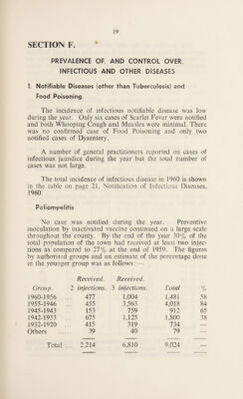 19
SECTION F.
PREVALENCE OF, AND CONTROL OVER,
INFECTIOUS AND OTHER DISEASES
1. Notifiable Diseases (other than Tuberculosis) and
Food Poisoning.
The incidence of infectious notifiable disease was low
during the year. Only six cases of Scarlet Fever were notified
and both Whooping Cough and Measles were minimal. There
was no confirmed case of Food Poisoning and only two
notified cases of Dysentery.
A number of general practitioners reported on cases of
infectious jaundice during the year but the total number of
cases was not large.
The total incidence of infectious disease in 1960 is shown
in the table on page 21, Notification of Infectious Diseases,
1960.
Poliomyelitis
No case was notified during the year. Preventive
inoculation by inactivated vaccine continued on a large scale
throughout the county. By the end of the year 30% of the
total population of the town had received at least two injec-
tions as compared to 27% at the end of 1959. The figures
by authorised groups and an estimate of the percentage done
in the younger group was as follows:—
Received. Received.
Group. 2 injections. 3 injections. Total %
1960-1956 ... 477 1,004 1,481 58
1955-1946 ... 455 3,563 4,018 84
1945-1943 ... 153 759 912 65
1942-1933 ... 675 1,125 1,800 38
1932-1920 ... 415 319 734 —
Others ... 39 40 79 —
Total ... 2,214 6,810 9,024 —